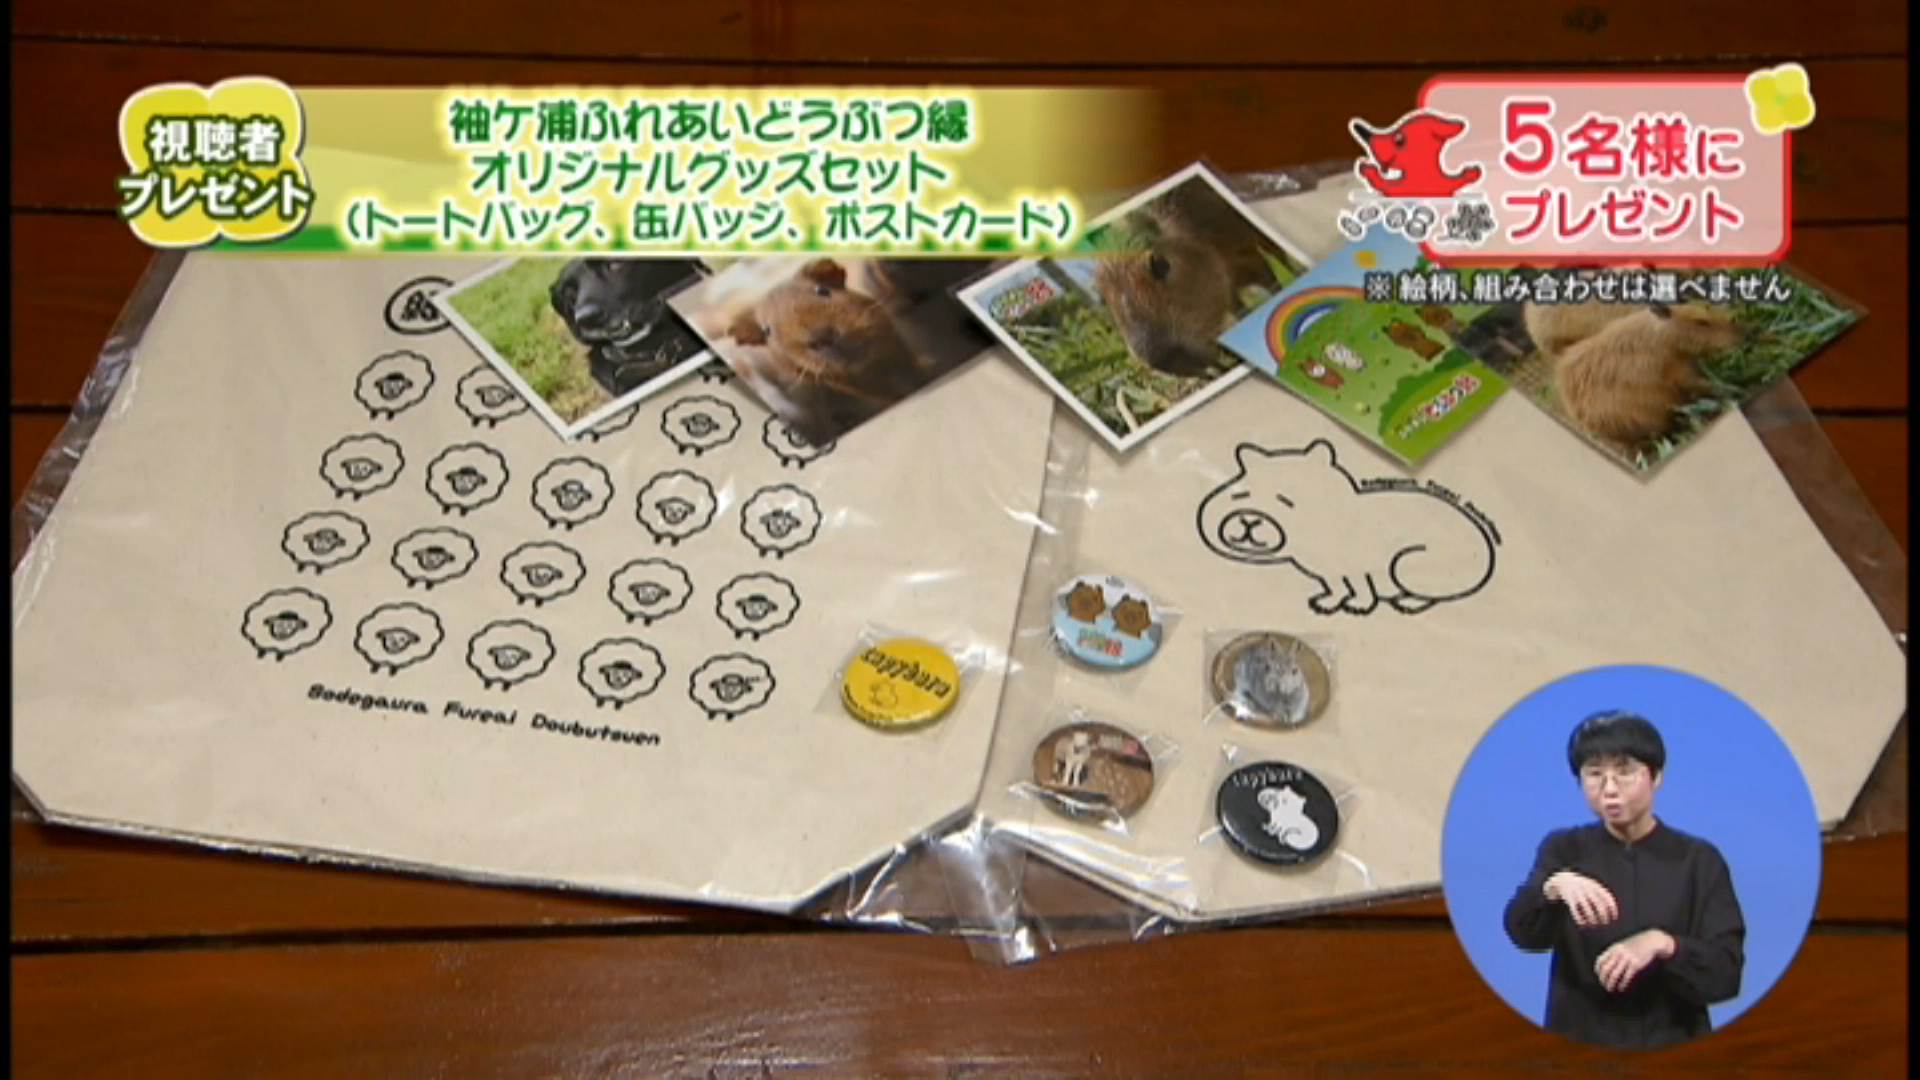 視聴者
プレゼント
袖ケ浦ふれあいどうぶつ縁
オリジナルグッズセット
（トートバッグ、缶バッジ、ポストカード）
5名様に
プレゼント
※絵柄、組み合わせは選べません
Sodegaura Fureai Doubutsuen
capybara
capybara